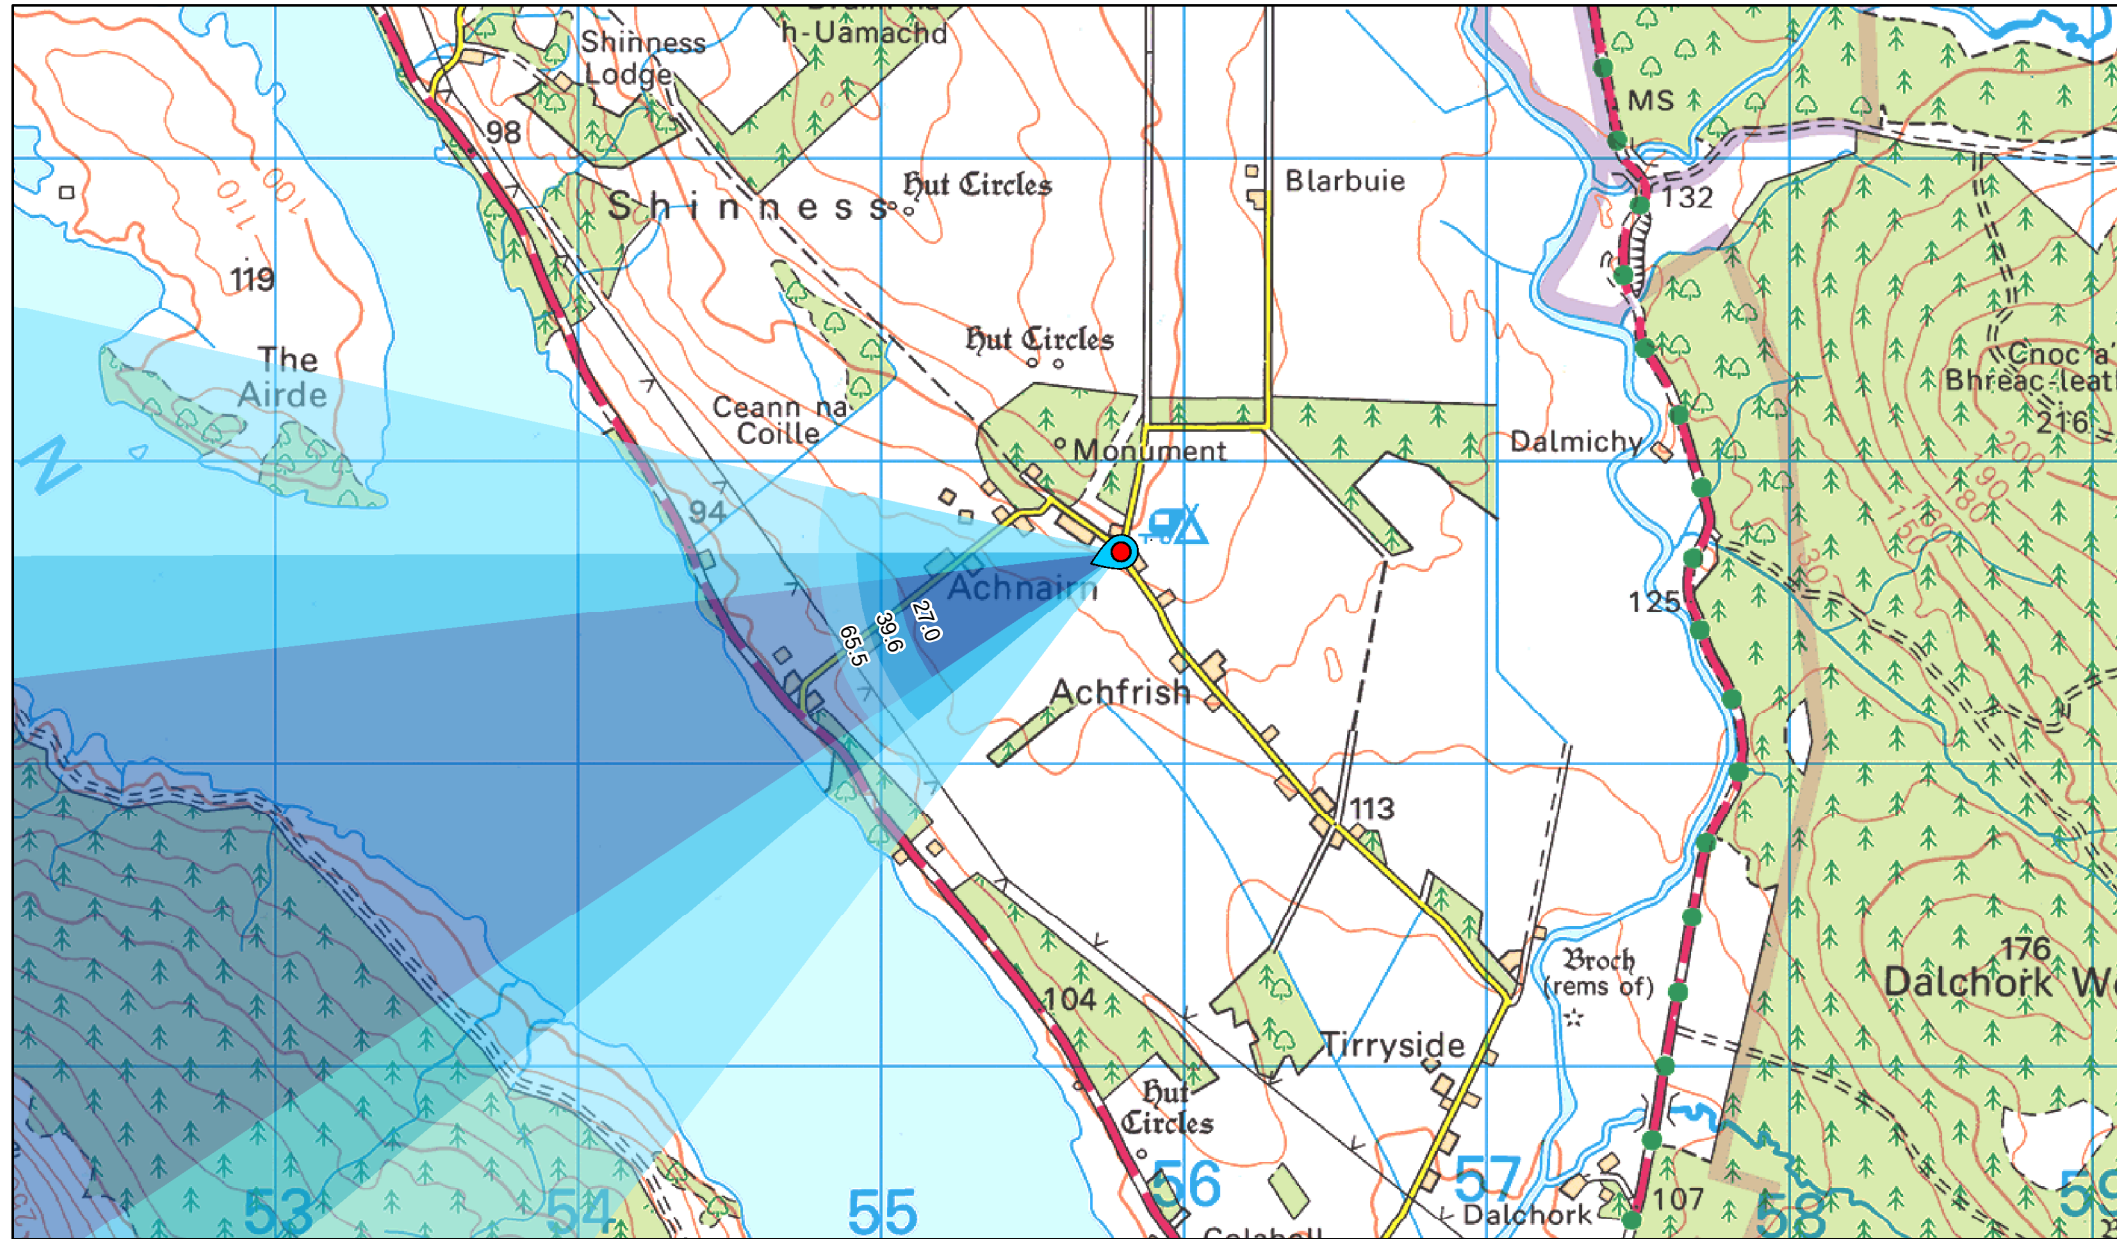 h-Uamachd
Shinness
Lodge
MS
98
Hut Circles
Blarbuie
Shinness
132
100
110
119
Hut Circles
The
Airde
Cnoc a'
Bhreac-leat
216
Ceann na
Coille
Monument
Dalmichy
200
190
180
160
150
N
94
130
Achnairn
125
27.0
39.6
65.5
Achfrish
113
176
Dalchork W
Broch
(rems of)
104
Tirryside
Hut
Circles
53
54
55
56
57
58
59
107
Dalchork